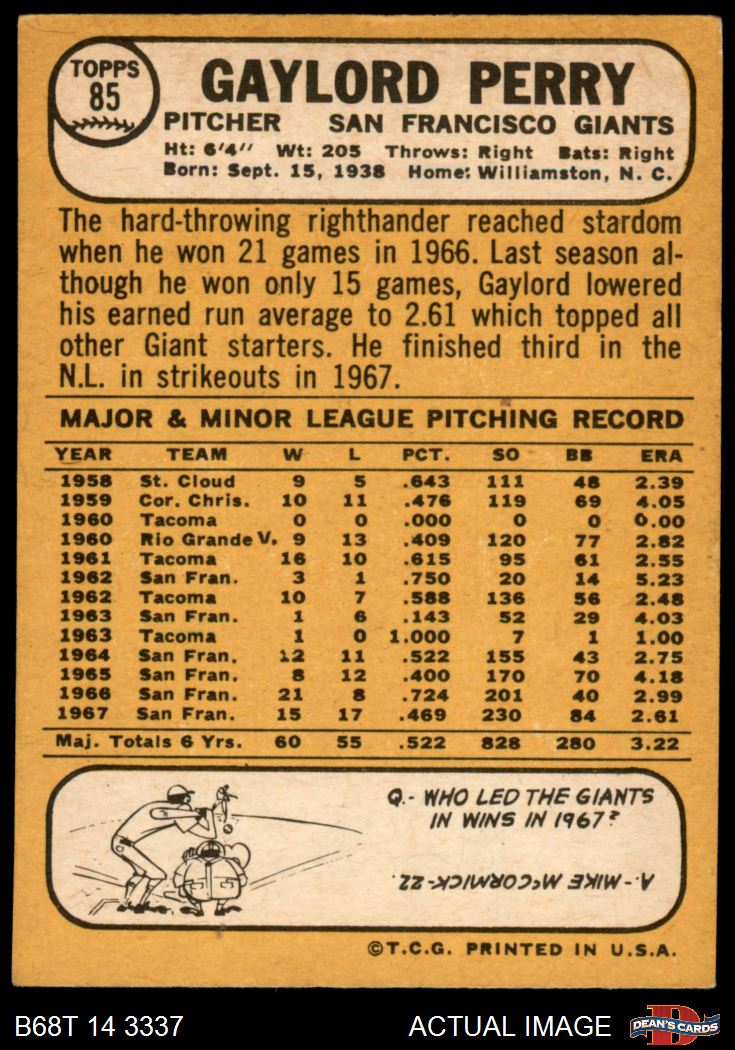 TOPPS
85
GAYLORD PERRY
PITCHER SAN FRANCISCO GIANTS
Ht: 6'4" Wt: 205 Throws: Right Bats: Right
Born: Sept. 15, 1938 Home: Williamston, N. C.
The hard-throwing righthander reached stardom
when he won 21 games in 1966. Last season al-
though he won only 15 games, Gaylord lowered
his earned run average to 2.61 which topped all
other Giant starters. He finished third in the
N.L. in strikeouts in 1967.
MAJOR & MINOR LEAGUE PITCHING RECORD
YEAR TEAM W L PCT. SO BB ERA
1958 St. Cloud 9 5 .643 111 48 2.39
1959 Cor. Chris. 10 11 .476 119 69 4.05
1960 Tacoma 0 0 .000 0 0 0.00
1960 Rio Grande V. 9 13 .409 120 77 2.82
1961 Tacoma 16 10 .615 95 61 2.55
1962 San Fran. 3 1 .750 20 14 5.23
1962 Tacoma 10 7 .588 136 56 2.48
1963 San Fran. 1 6 .143 52 29 4.03
1963 Tacoma 1 0 1.000 7 1 1.00
1964 San Fran. 12 11 .522 155 43 2.75
1965 San Fran. 8 12 .400 170 70 4.18
1966 San Fran. 21 8 .724 201 40 2.99
1967 San Fran. 15 17 .469 230 84 2.61
Maj. Totals 6 Yrs. 60 55 .522 828 280 3.22
Q.- WHO LED THE GIANTS
IN WINS IN 1967?
A.- MIKE McCORMICK-22.
©T.C.G. PRINTED IN U.S.A.
B68T 14 3337 ACTUAL IMAGE
D
DEAN'S CARDS